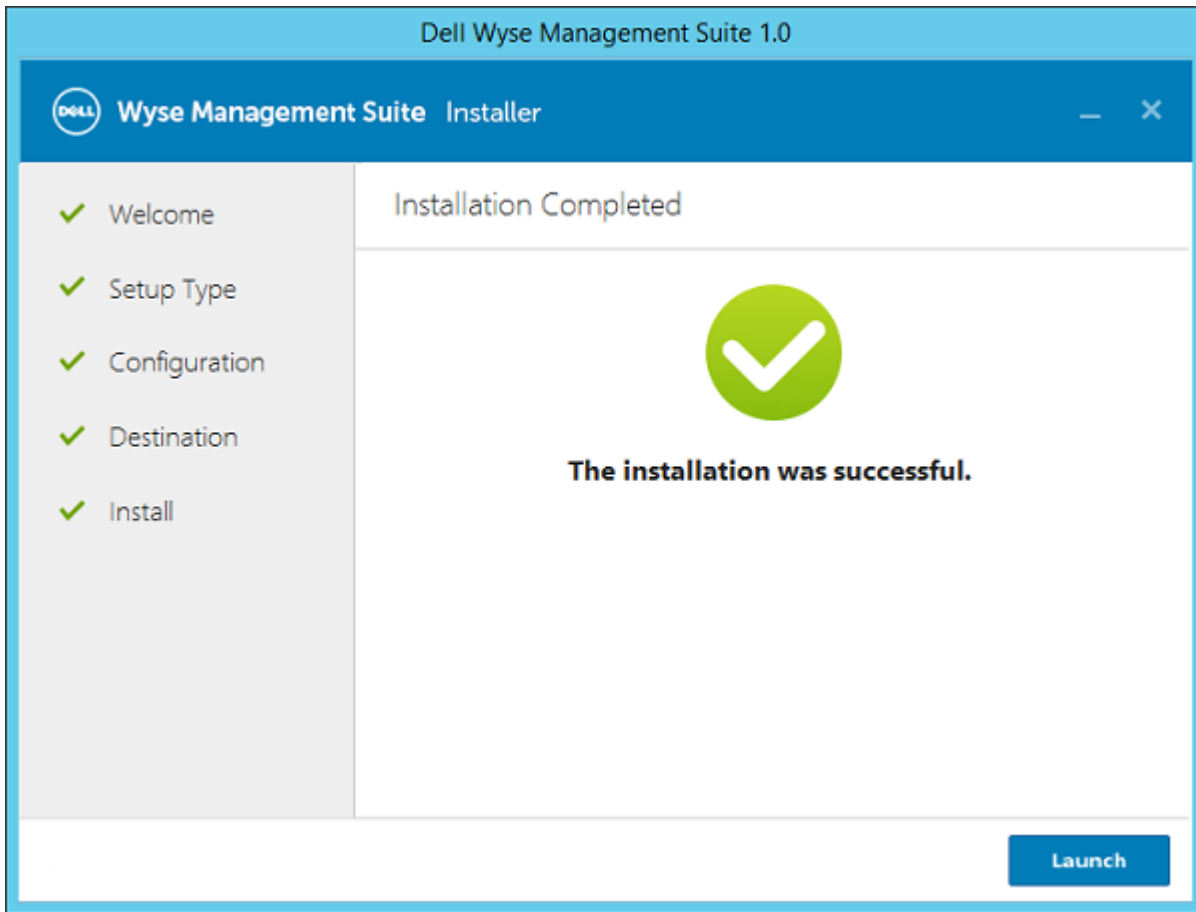 Dell Wyse Management Suite 1.0
DELL Wyse Management Suite Installer
Welcome
Setup Type
Configuration
Destination
Install
Installation Completed
The installation was successful.
Launch